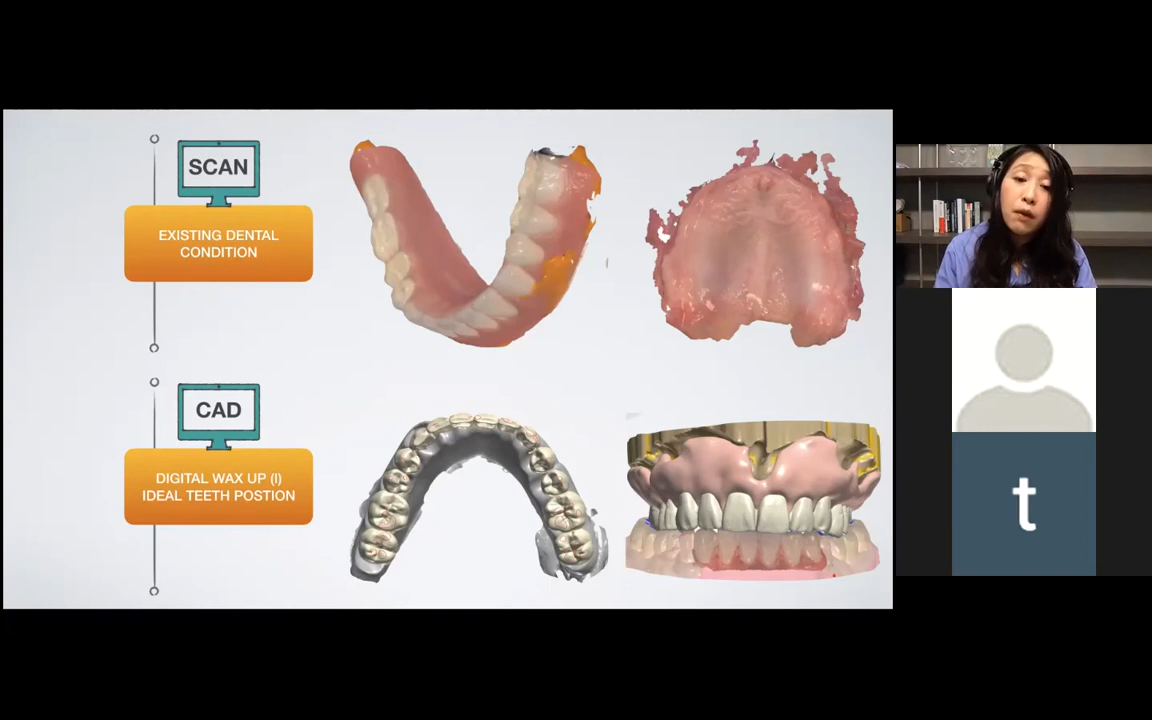 SCAN
EXISTING DENTAL
CONDITION
CAD
DIGITAL WAX UP (I)
IDEAL TEETH POSTION
t